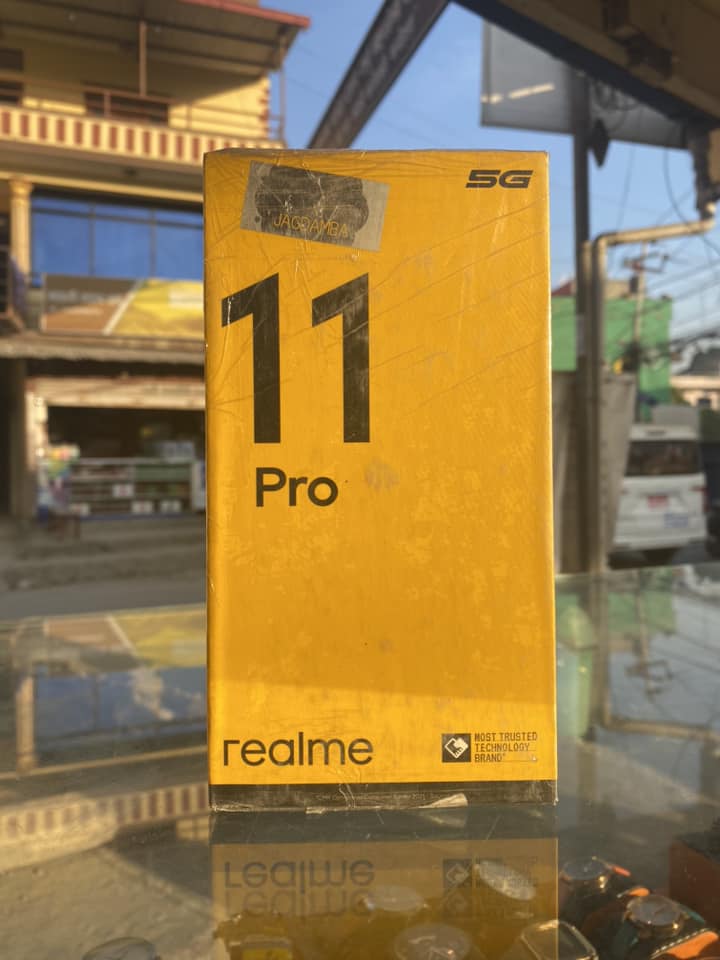 5G
JAGDAMBA
11
Pro
realme
MOST TRUSTED
TECHNOLOGY
BRAND*